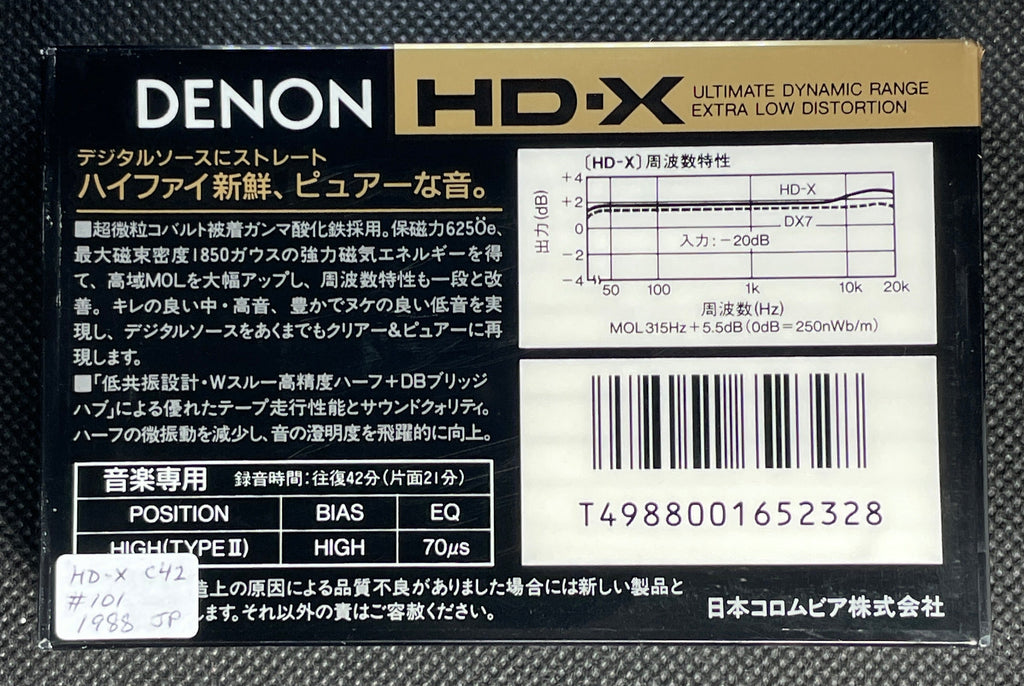 DENON HD·X ULTIMATE DYNAMIC RANGE
EXTRA LOW DISTORTION
デジタルソースにストレート
ハイファイ新鮮、ピュアーな音。
■超微粒コバルト被着ガンマ酸化鉄採用。保磁力625Öe、
最大磁束密度1850ガウスの強力磁気エネルギーを得
て、高域MOLを大幅アップし、周波数特性も一段と改
善。キレの良い中・高音、豊かでヌケの良い低音を実
現し、デジタルソースをあくまでもクリアー&ピュアーに再
現します。
■「低共振設計・Wスルー高精度ハーフ+DBブリッジ
ハブ」による優れたテープ走行性能とサウンドクォリティ。
ハーフの微振動を減少し、音の澄明度を飛躍的に向上。
音楽専用 録音時間:往復42分(片面21分)
POSITION BIAS EQ
HIGH(TYPEⅡ) HIGH 70μs
HD-X C42
#101
1988 JP
造上の原因による品質不良がありました場合には新しい製品と
します。それ以外の責はご容赦ください。
〔HD-X〕周波数特性
出力(dB)
+4
+2
0
-2
-4
HD-X
DX7
入力:-20dB
50 100 1k 10k 20k
周波数(Hz)
MOL315Hz+5.5dB(0dB=250nWb/m)
T4988001652328
日本コロムビア株式会社